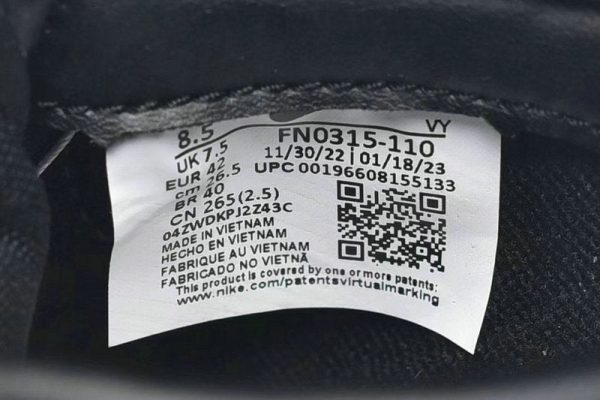 8.5
UK 7.5
EUR 42
cm 26.5
BR 40
CN 265(2.5)
04ZWDKPJ2Z43C
MADE IN VIETNAM
HECHO EN VIETNAM
FABRIQUE AU VIETNAM
FABRICADO NO VIETNÃ
This product is covered by one or more patents:
www.nike.com/patentsvirtualmarking
VY
FN0315-110
11/30/22 | 01/18/23
UPC 00196608155133